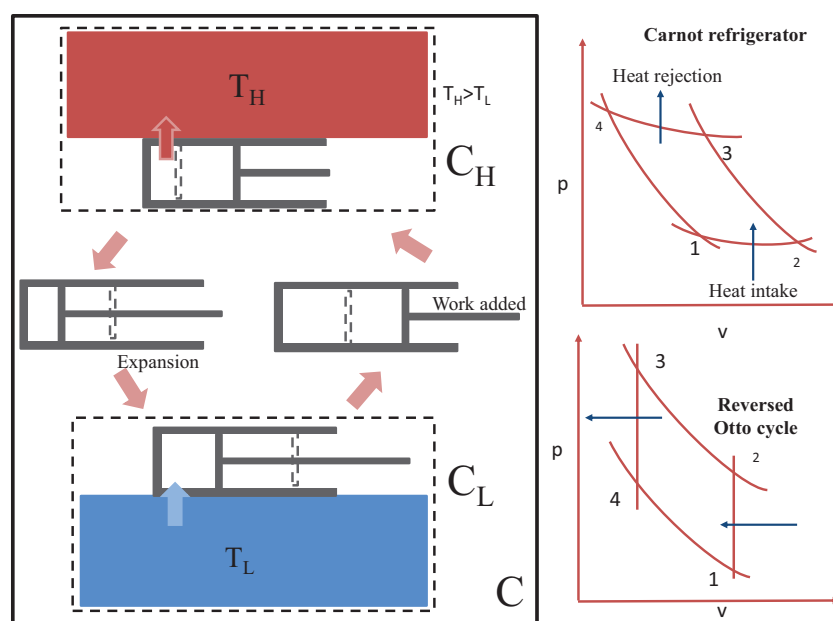 T_H
T_H>T_L
C_H
Work added
Expansion
C_L
T_L
C
Carnot refrigerator
Heat rejection
4
3
p
1
2
Heat intake
v
3
Reversed
Otto cycle
p
2
4
1
v